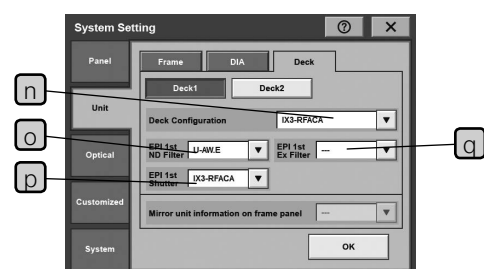 System Setting
?
X
Panel
Unit
Optical
Customized
System
Frame
DIA
Deck
Deck1
Deck2
Deck Configuration
IX3-RFACA
EPI 1st
ND Filter
U-AW.E
EPI 1st
Ex Filter
---
EPI 1st
Shutter
IX3-RFACA
Mirror unit information on frame panel
---
OK
n
o
p
q